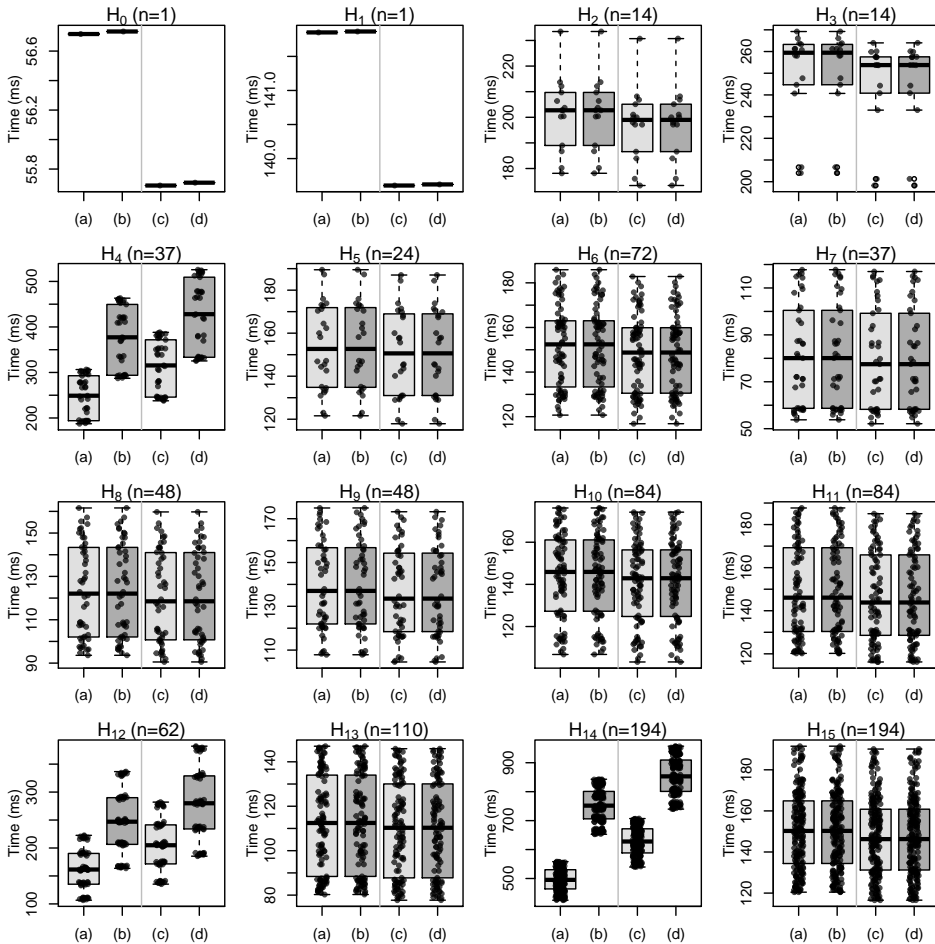 H₀ (n=1)
Time (ms)
56.6
56.2
55.8
(a) (b) (c) (d)
H₁ (n=1)
Time (ms)
141.0
140.0
(a) (b) (c) (d)
H₂ (n=14)
Time (ms)
220
200
180
(a) (b) (c) (d)
H₃ (n=14)
Time (ms)
260
240
200
(a) (b) (c) (d)
H₄ (n=37)
Time (ms)
500
400
300
200
(a) (b) (c) (d)
H₅ (n=24)
Time (ms)
180
160
140
120
(a) (b) (c) (d)
H₆ (n=72)
Time (ms)
180
160
140
120
(a) (b) (c) (d)
H₇ (n=37)
Time (ms)
110
90
70
50
(a) (b) (c) (d)
H₈ (n=48)
Time (ms)
150
130
110
90
(a) (b) (c) (d)
H₉ (n=48)
Time (ms)
170
150
130
110
(a) (b) (c) (d)
H₁₀ (n=84)
Time (ms)
160
140
120
(a) (b) (c) (d)
H₁₁ (n=84)
Time (ms)
180
160
140
120
(a) (b) (c) (d)
H₁₂ (n=62)
Time (ms)
300
200
100
(a) (b) (c) (d)
H₁₃ (n=110)
Time (ms)
140
120
100
80
(a) (b) (c) (d)
H₁₄ (n=194)
Time (ms)
900
700
500
(a) (b) (c) (d)
H₁₅ (n=194)
Time (ms)
180
160
140
120
(a) (b) (c) (d)